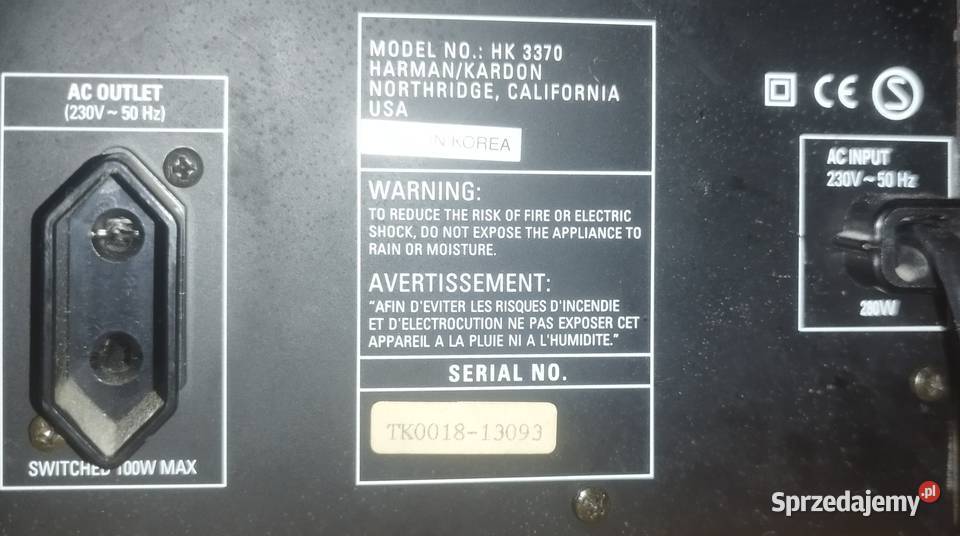 AC OUTLET
(230V ~ 50 Hz)
SWITCHED 100W MAX
MODEL NO.: HK 3370
HARMAN/KARDON
NORTHRIDGE, CALIFORNIA
USA
IN KOREA
WARNING:
TO REDUCE THE RISK OF FIRE OR ELECTRIC
SHOCK, DO NOT EXPOSE THE APPLIANCE TO
RAIN OR MOISTURE.
AVERTISSEMENT:
"AFIN D'EVITER LES RISQUES D'INCENDIE
ET D'ELECTROCUTION NE PAS EXPOSER CET
APPAREIL A LA PLUIE NI A L'HUMIDITE."
SERIAL NO.
TK0018-13093
CE S
AC INPUT
230V ~ 50 Hz
280W
Sprzedajemy.pl